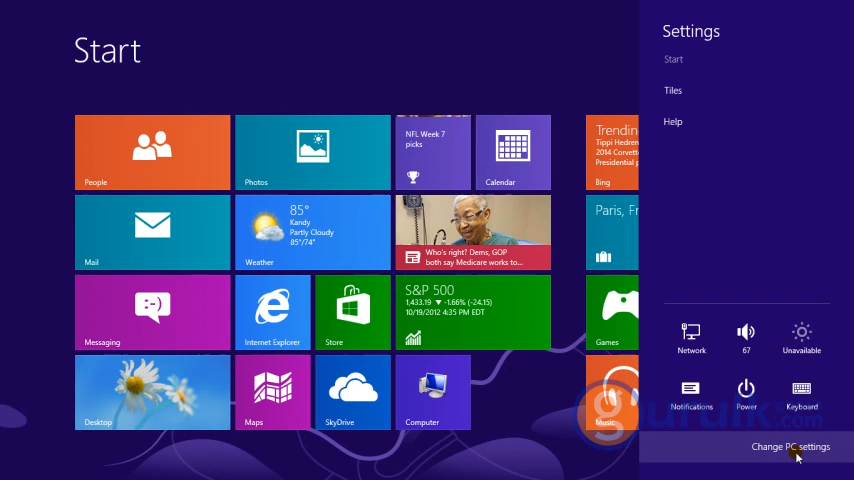 Start
Settings
Start
Tiles
Help
People
Photos
NFL Week 7
picks
Calendar
Trendin
Tippi Hedren
2014 Corvett
Presidential p
Bing
Mail
85°
Kandy
Partly Cloudy
85°/74°
Weather
Who's right? Dems, GOP
both say Medicare works to...
Paris, Fr
Messaging
:-)
Internet Explorer
Store
S&P 500
1,433.19 ▼ -1.66% (-24.15)
10/19/2012 4:35 PM EDT
Games
Desktop
Maps
SkyDrive
Computer
Music
Network
67
Unavailable
Notifications
Power
Keyboard
Change PC settings